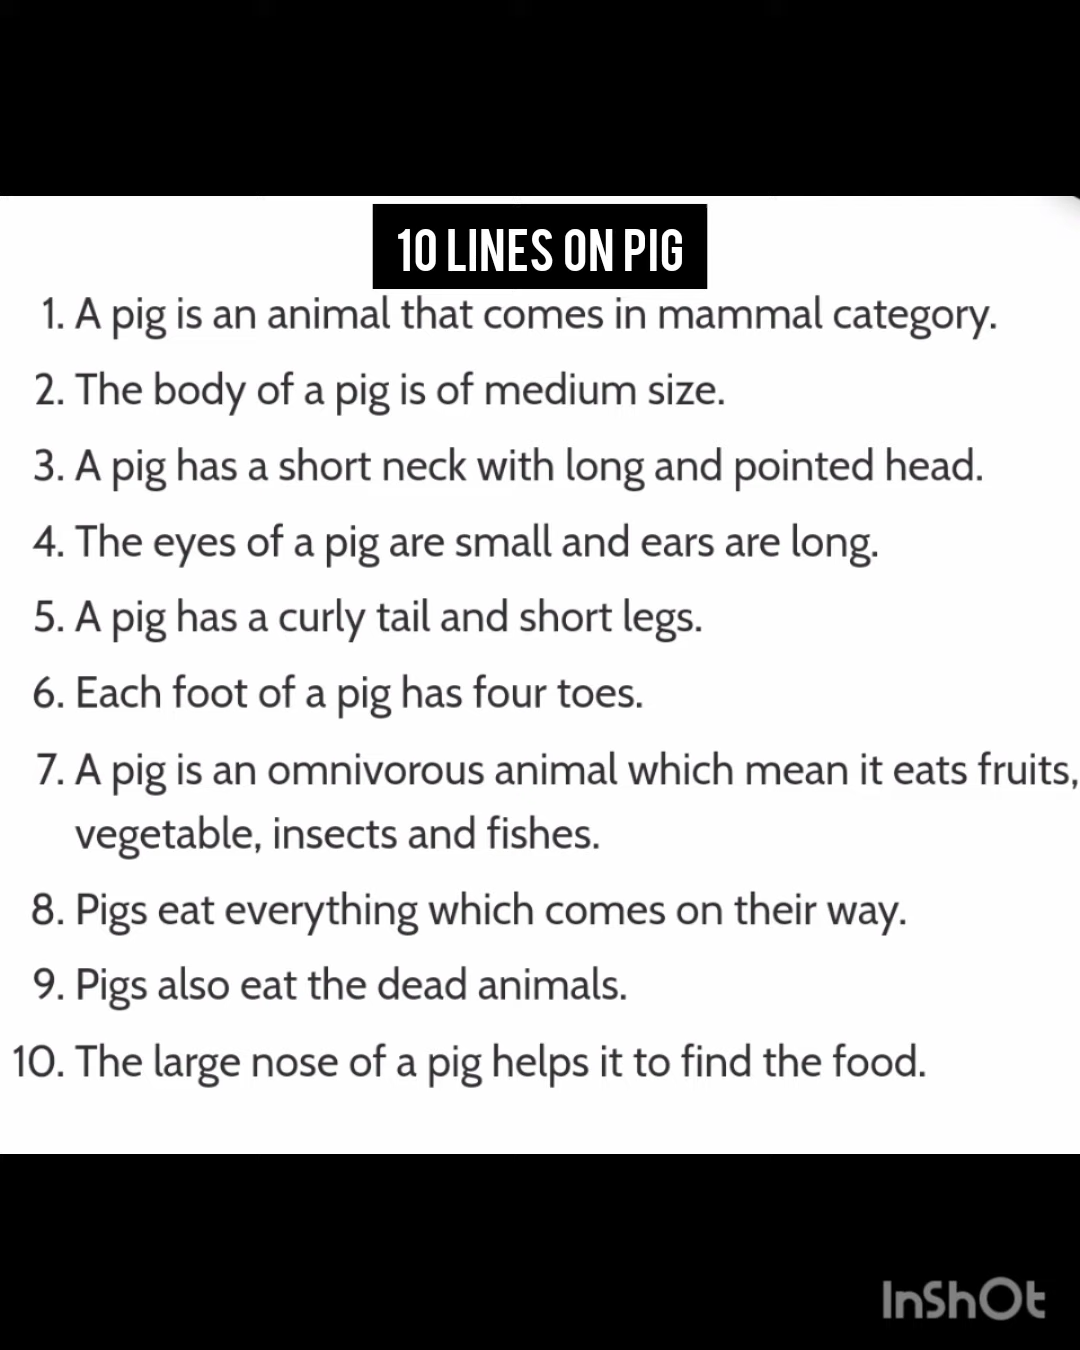 10 LINES ON PIG
1. A pig is an animal that comes in mammal category.
2. The body of a pig is of medium size.
3. A pig has a short neck with long and pointed head.
4. The eyes of a pig are small and ears are long.
5. A pig has a curly tail and short legs.
6. Each foot of a pig has four toes.
7. A pig is an omnivorous animal which mean it eats fruits,
vegetable, insects and fishes.
8. Pigs eat everything which comes on their way.
9. Pigs also eat the dead animals.
10. The large nose of a pig helps it to find the food.
InShOt